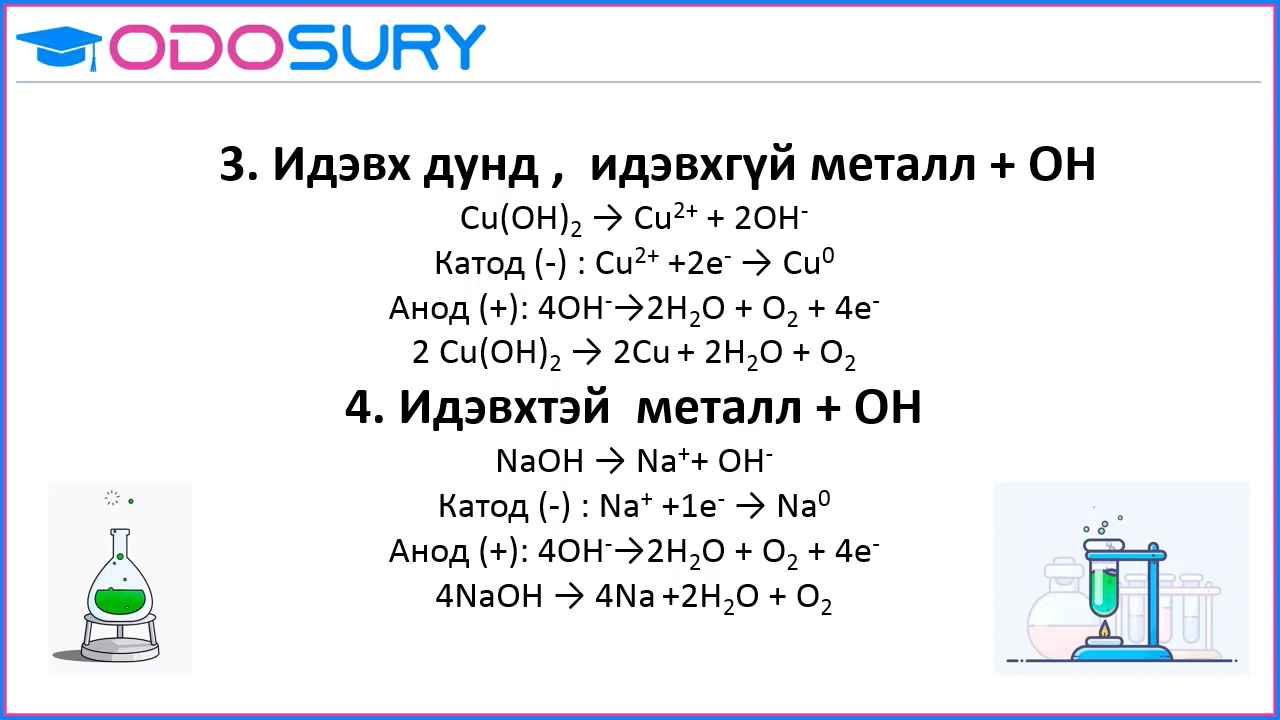 ODOSURY
3. Идэвх дунд , идэвхгүй металл + OH
Cu(OH)₂ → Cu²⁺ + 2OH⁻
Катод (-) : Cu²⁺ +2e⁻ → Cu⁰
Анод (+): 4OH⁻→2H₂O + O₂ + 4e⁻
2 Cu(OH)₂ → 2Cu + 2H₂O + O₂
4. Идэвхтэй металл + OH
NaOH → Na⁺+ OH⁻
Катод (-) : Na⁺ +1e⁻ → Na⁰
Анод (+): 4OH⁻→2H₂O + O₂ + 4e⁻
4NaOH → 4Na +2H₂O + O₂